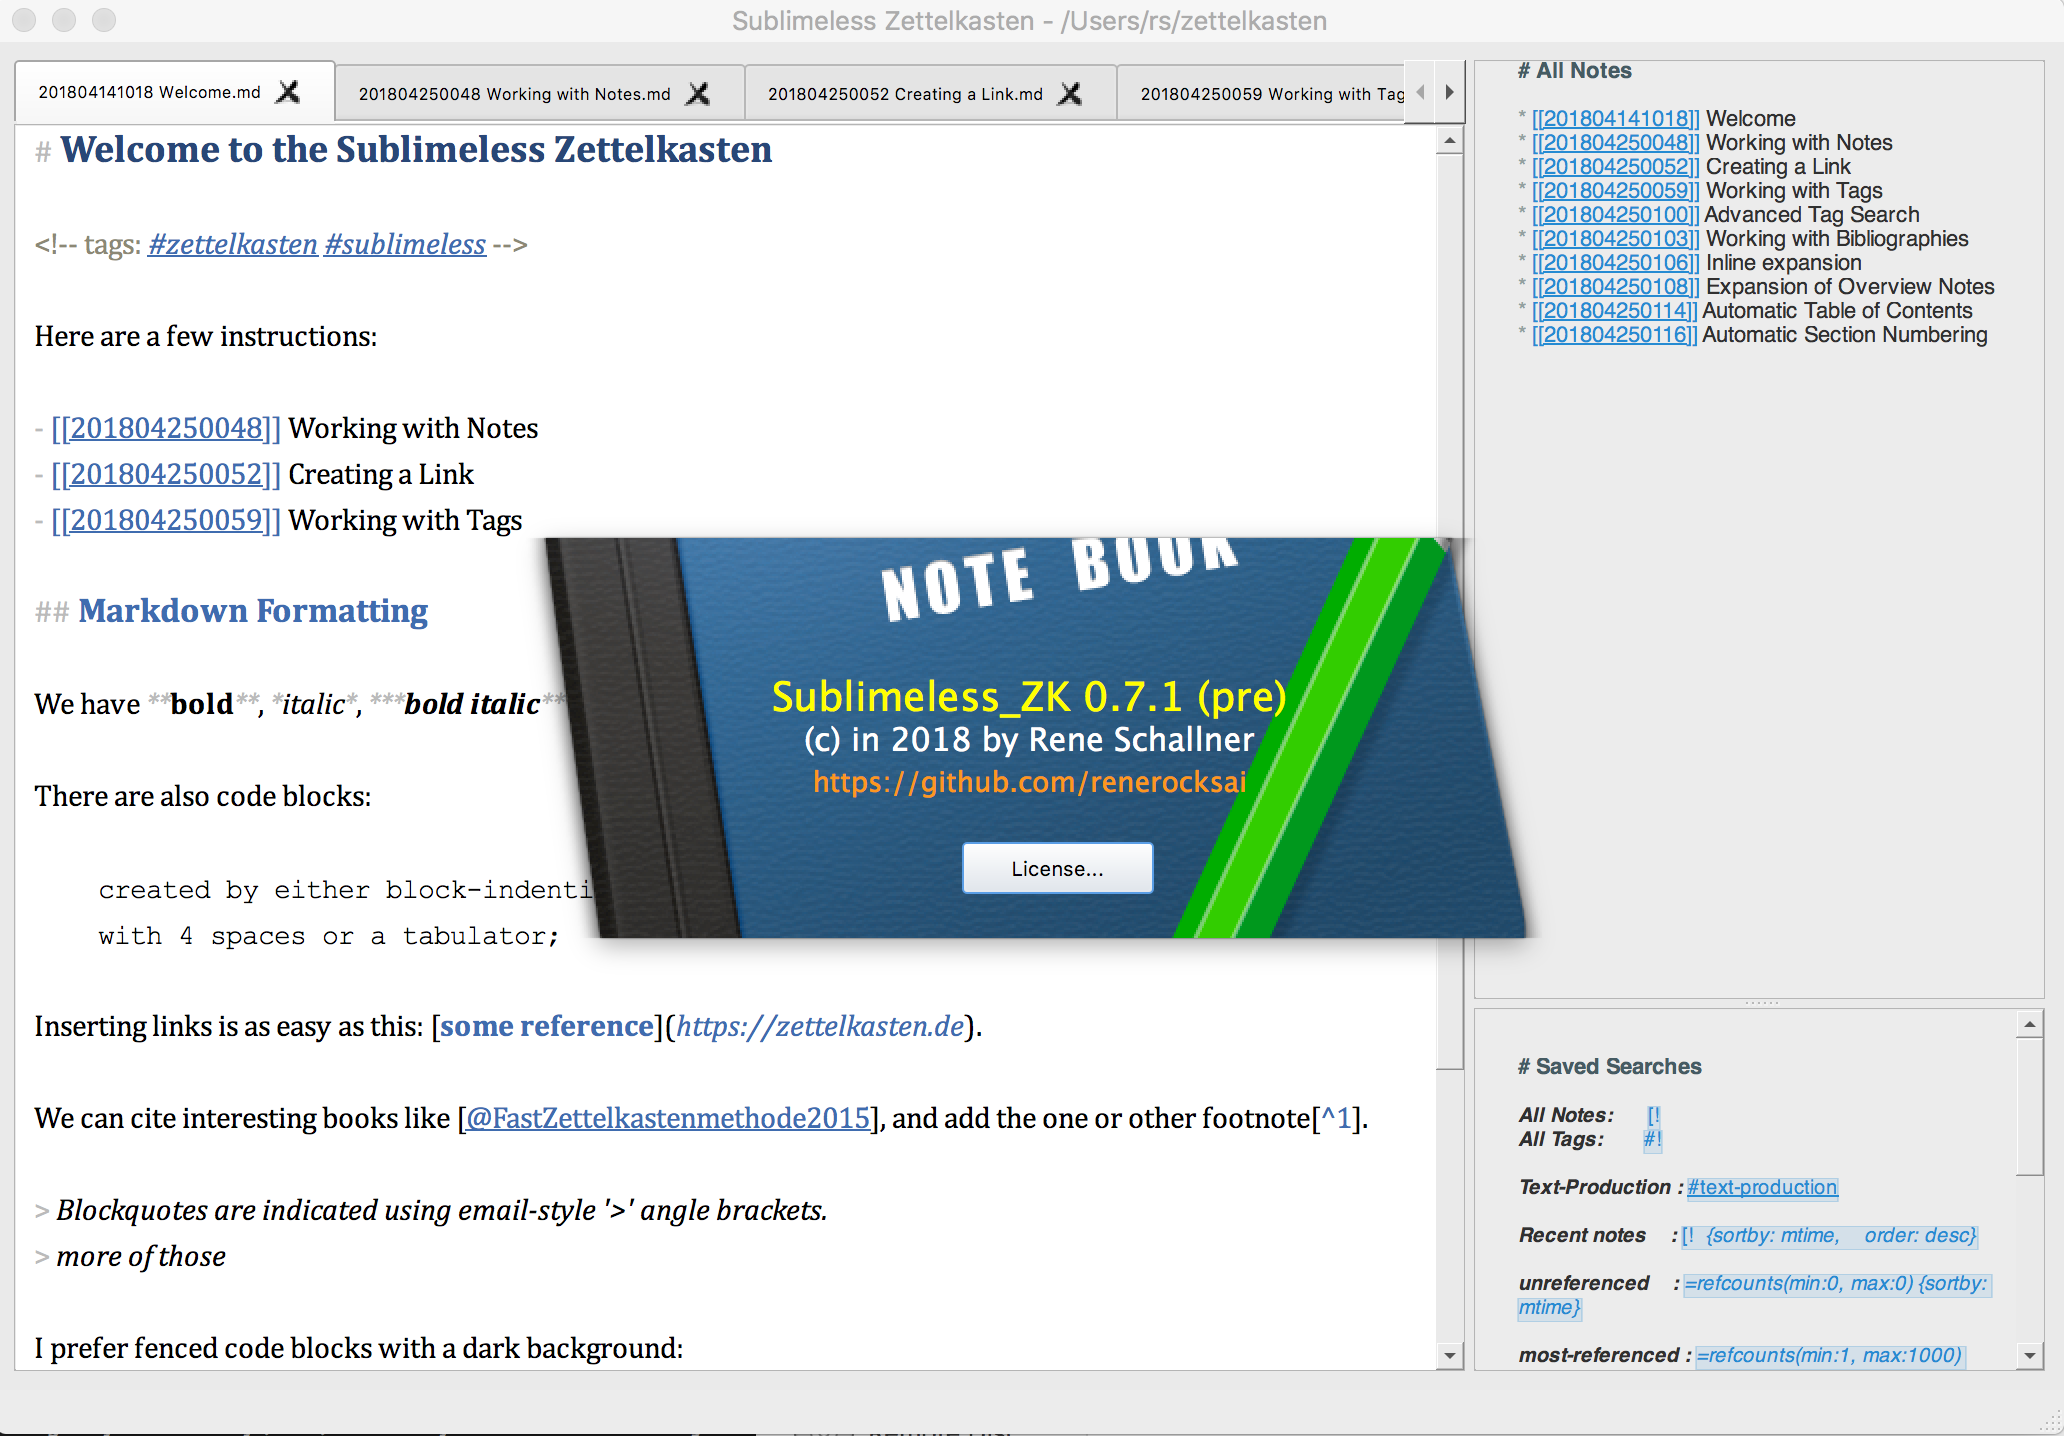 Sublimeless Zettelkasten - /Users/rs/zettelkasten
201804141018 Welcome.md
201804250048 Working with Notes.md
201804250052 Creating a Link.md
201804250059 Working with Tag
# Welcome to the Sublimeless Zettelkasten
<!-- tags: #zettelkasten #sublimeless -->
Here are a few instructions:
- [[201804250048]] Working with Notes
- [[201804250052]] Creating a Link
- [[201804250059]] Working with Tags
## Markdown Formatting
We have **bold**, *italic*, ***bold italic**
There are also code blocks:
created by either block-indenti
with 4 spaces or a tabulator;
Inserting links is as easy as this: [some reference](https://zettelkasten.de).
We can cite interesting books like [@FastZettelkastenmethode2015], and add the one or other footnote[^1].
> Blockquotes are indicated using email-style '>' angle brackets.
> more of those
I prefer fenced code blocks with a dark background:
NOTE BOOK
Sublimeless_ZK 0.7.1 (pre)
(c) in 2018 by Rene Schallner
https://github.com/renerocksai
License...
# All Notes
* [[201804141018]] Welcome
* [[201804250048]] Working with Notes
* [[201804250052]] Creating a Link
* [[201804250059]] Working with Tags
* [[201804250100]] Advanced Tag Search
* [[201804250103]] Working with Bibliographies
* [[201804250106]] Inline expansion
* [[201804250108]] Expansion of Overview Notes
* [[201804250114]] Automatic Table of Contents
* [[201804250116]] Automatic Section Numbering
# Saved Searches
All Notes: [!
All Tags: #!
Text-Production : #text-production
Recent notes : [! {sortby: mtime, order: desc}
unreferenced : =refcounts(min:0, max:0) {sortby:
mtime}
most-referenced : =refcounts(min:1, max:1000)